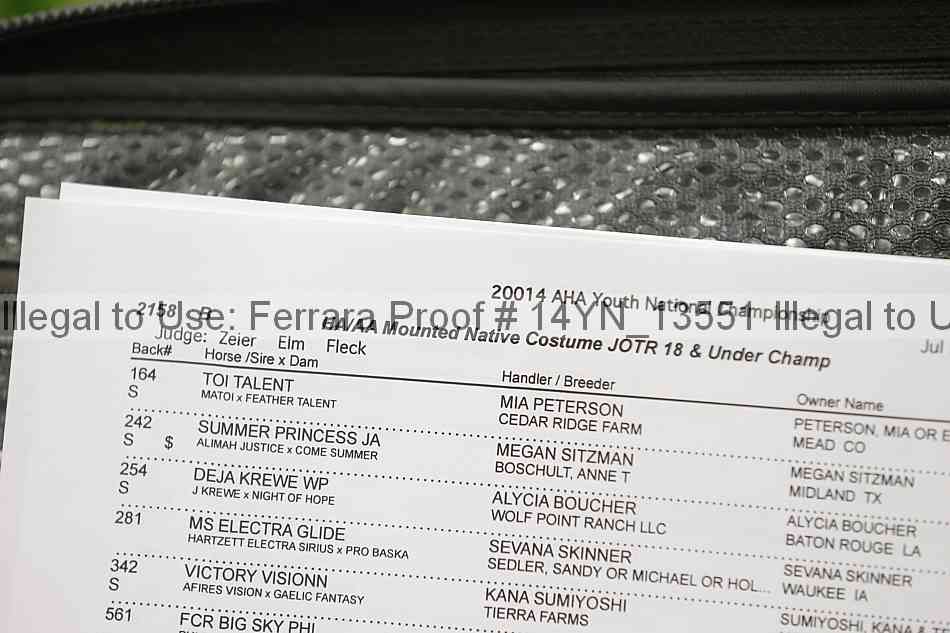 20014 AHA Youth National Championship
Illegal to Use: Ferrara Proof # 14YN_13551 Illegal to U
2158 B HA/AA Mounted Native Costume JOTR 18 & Under Champ
Judge: Zeier Elm Fleck Jul
Back# Horse /Sire x Dam Handler / Breeder Owner Name
164 TOI TALENT MIA PETERSON PETERSON, MIA OR E
S MATOI x FEATHER TALENT CEDAR RIDGE FARM MEAD CO
242 SUMMER PRINCESS JA MEGAN SITZMAN MEGAN SITZMAN
S $ ALIMAH JUSTICE x COME SUMMER BOSCHULT, ANNE T MIDLAND TX
254 DEJA KREWE WP ALYCIA BOUCHER ALYCIA BOUCHER
S J KREWE x NIGHT OF HOPE WOLF POINT RANCH LLC BATON ROUGE LA
281 MS ELECTRA GLIDE SEVANA SKINNER SEVANA SKINNER
HARTZETT ELECTRA SIRIUS x PRO BASKA SEDLER, SANDY OR MICHAEL OR HOL... WAUKEE IA
342 VICTORY VISIONN KANA SUMIYOSHI SUMIYOSHI, KANA &
S AFIRES VISION x GAELIC FANTASY TIERRA FARMS
561 FCR BIG SKY PHI